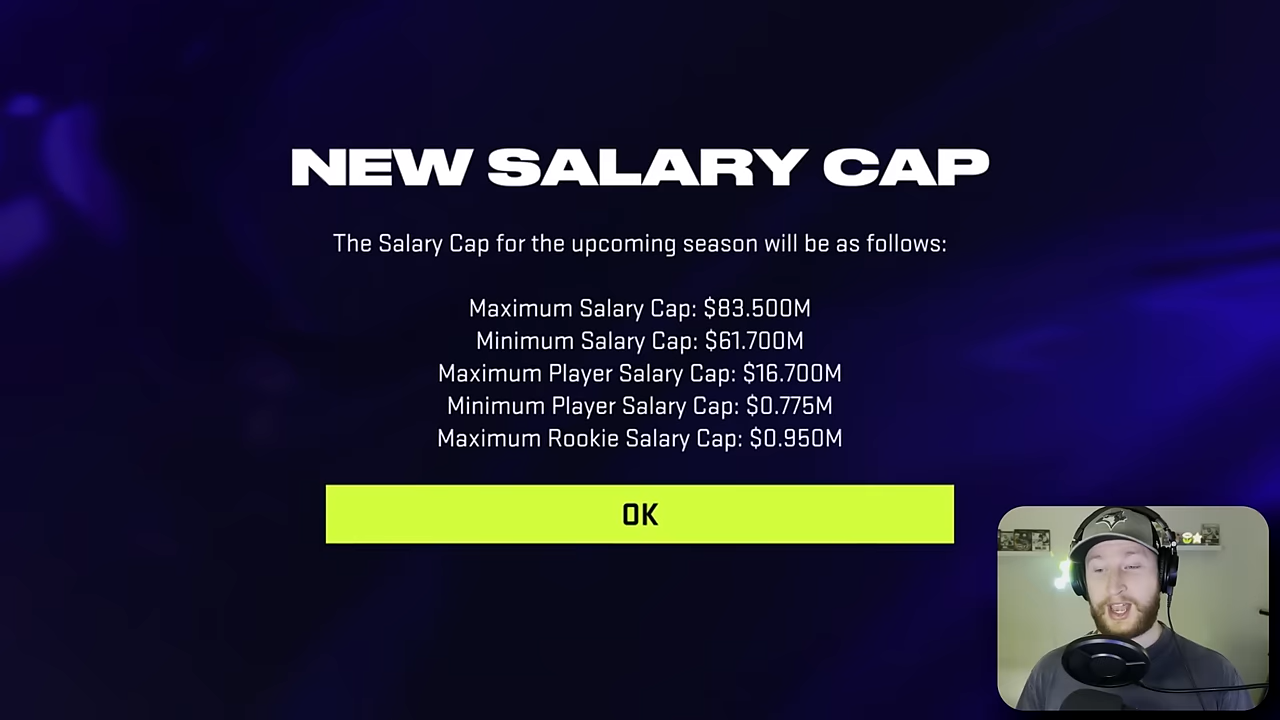 NEW SALARY CAP
The Salary Cap for the upcoming season will be as follows:
Maximum Salary Cap: $83.500M
Minimum Salary Cap: $61.700M
Maximum Player Salary Cap: $16.700M
Minimum Player Salary Cap: $0.775M
Maximum Rookie Salary Cap: $0.950M
OK